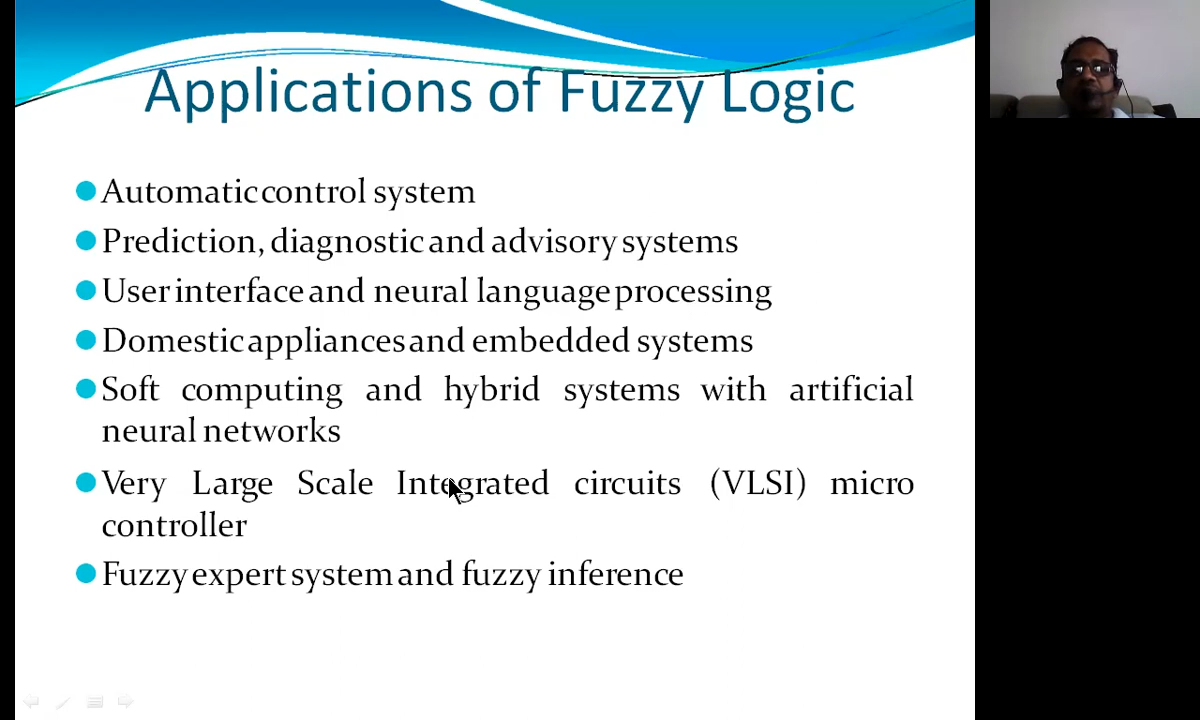 Applications of Fuzzy Logic
Automatic control system
Prediction, diagnostic and advisory systems
User interface and neural language processing
Domestic appliances and embedded systems
Soft computing and hybrid systems with artificial
neural networks
Very Large Scale Integrated circuits (VLSI) micro
controller
Fuzzy expert system and fuzzy inference